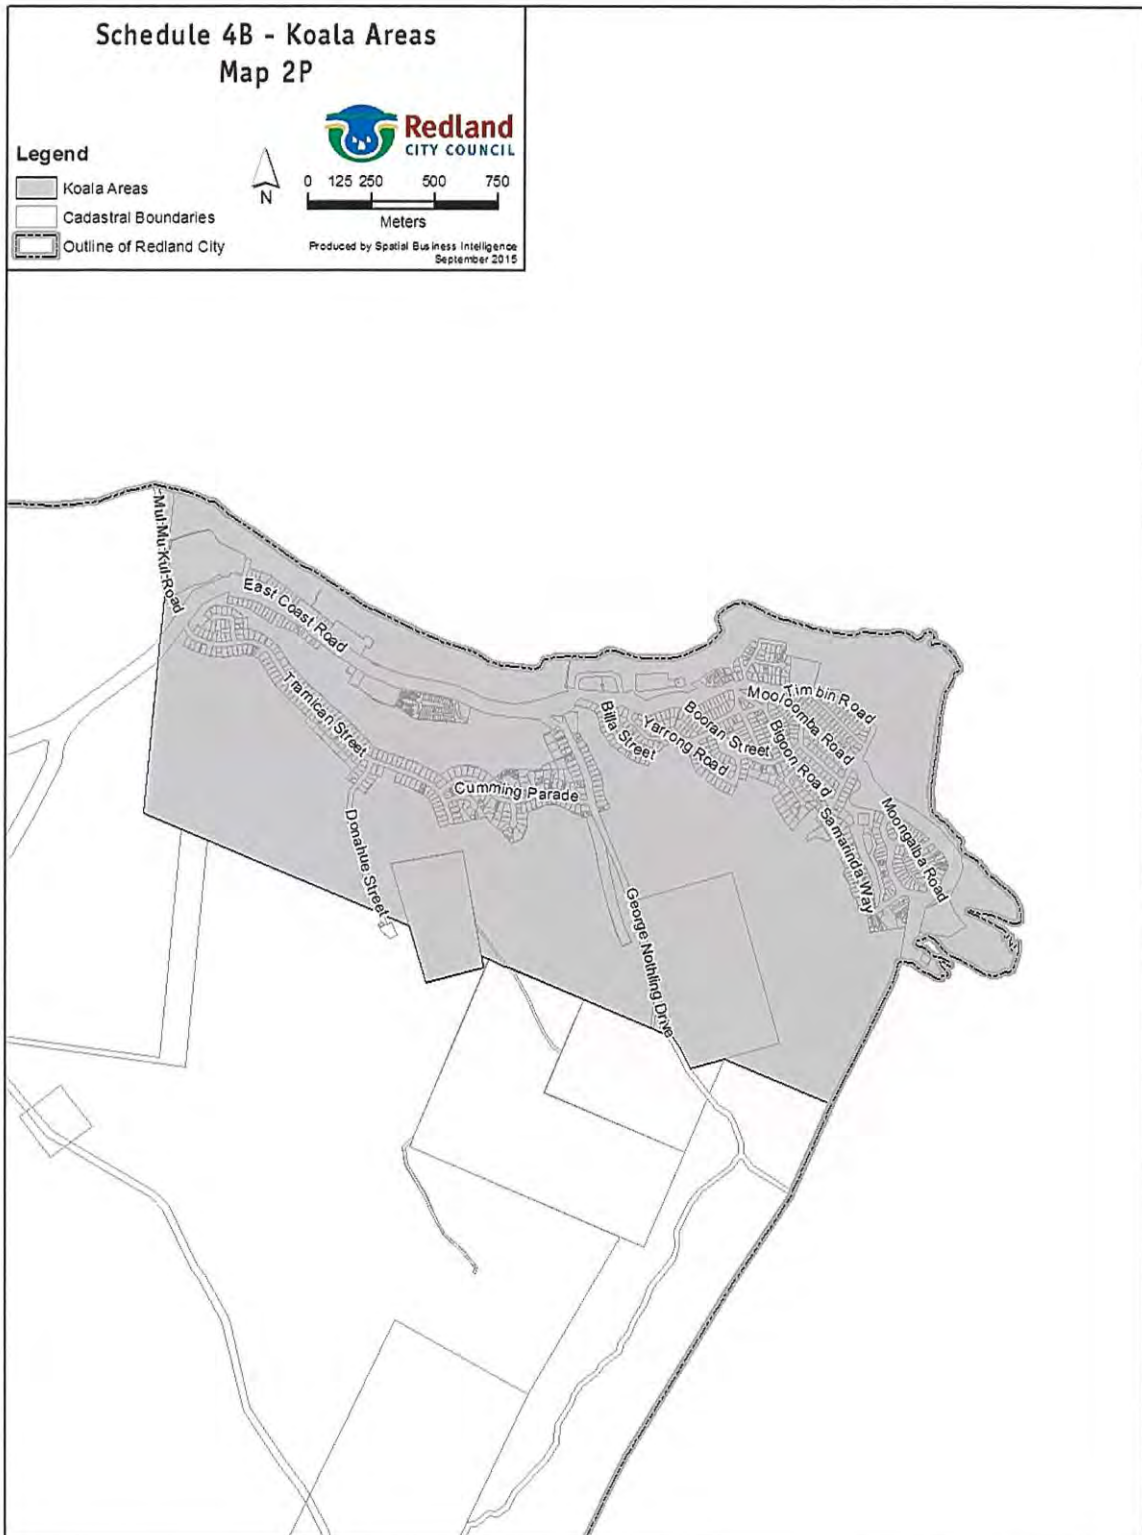 Schedule 4B - Koala Areas
Map 2P
Redland
CITY COUNCIL
Legend
Koala Areas
Cadastral Boundaries
Outline of Redland City
N
0 125 250 500 750
Meters
Produced by Spatial Business Intelligence
September 2015
Mul-Mu-Kul-Road
East Coast Road
Tramican Street
Timbin Road
Mooloomba Road
Booran Street
Billa Street
Yarrong Road
Bigoon Road
Cumming Parade
Donahue Street
Samarinda Way
Moongalba Road
George Nothling Drive